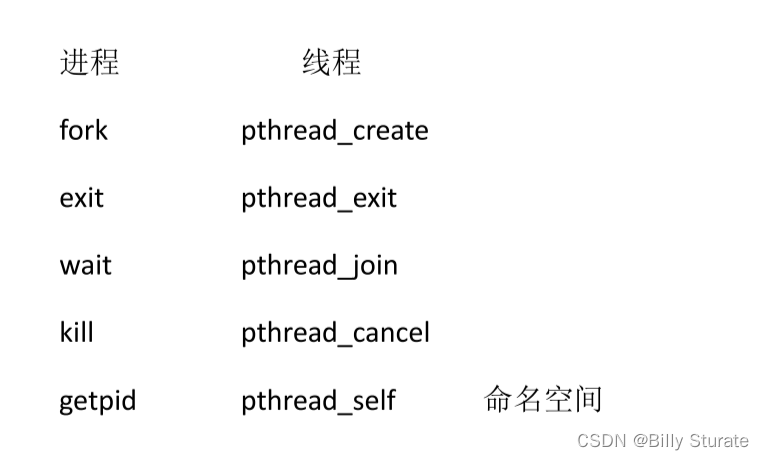 进程 线程
fork pthread_create
exit pthread_exit
wait pthread_join
kill pthread_cancel
getpid pthread_self 命名空间
CSDN @Billy Sturate